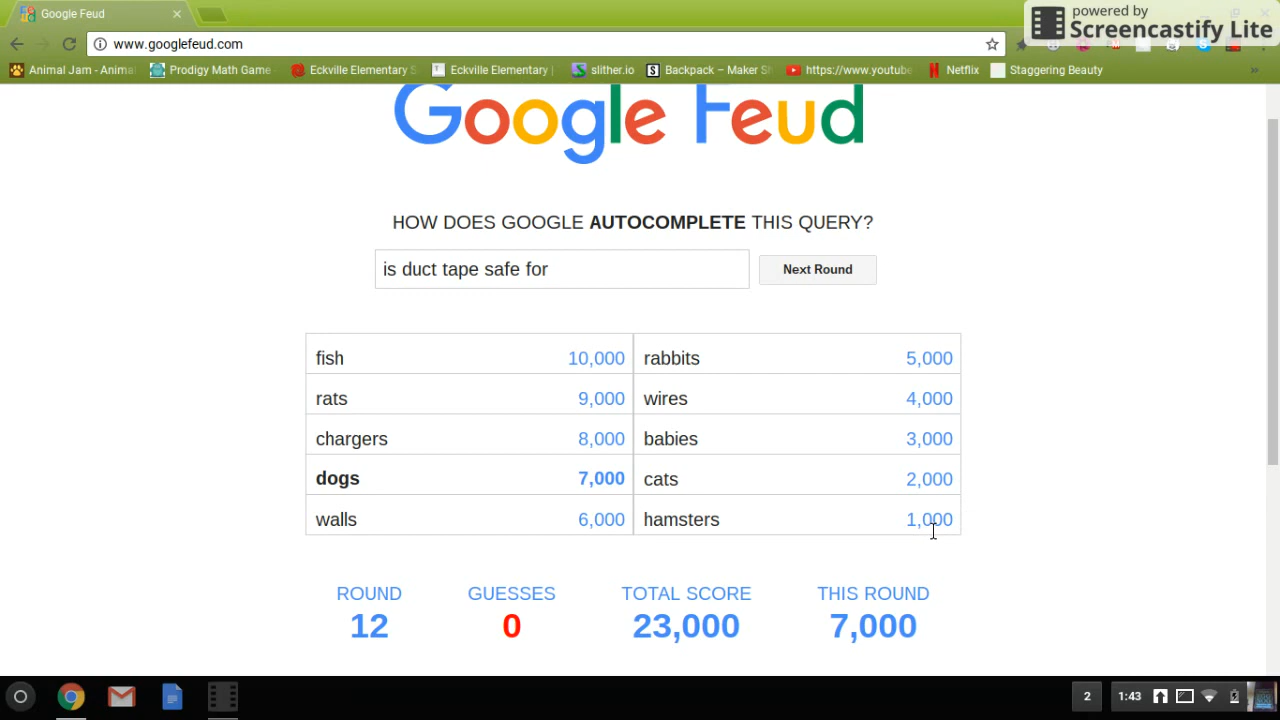 Google Feud
powered by
Screencastify Lite
www.googlefeud.com
Animal Jam - Anima
Prodigy Math Game
Eckville Elementary S
Eckville Elementary |
slither.io
Backpack – Maker Sh
https://www.youtube
Netflix
Staggering Beauty
Google Feud
HOW DOES GOOGLE AUTOCOMPLETE THIS QUERY?
is duct tape safe for
Next Round
fish 10,000 rabbits 5,000
rats 9,000 wires 4,000
chargers 8,000 babies 3,000
dogs 7,000 cats 2,000
walls 6,000 hamsters 1,000
ROUND GUESSES TOTAL SCORE THIS ROUND
12 0 23,000 7,000
2 1:43